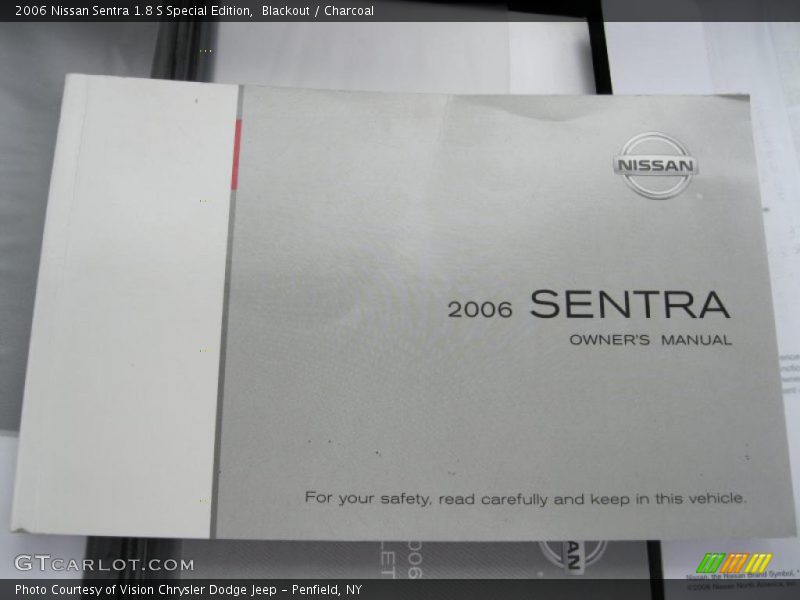 2006 Nissan Sentra 1.8 S Special Edition,  Blackout / Charcoal
NISSAN
2006 SENTRA
OWNER'S MANUAL
For your safety, read carefully and keep in this vehicle.
GTCARLOT.COM
Photo Courtesy of Vision Chrysler Dodge Jeep – Penfield, NY